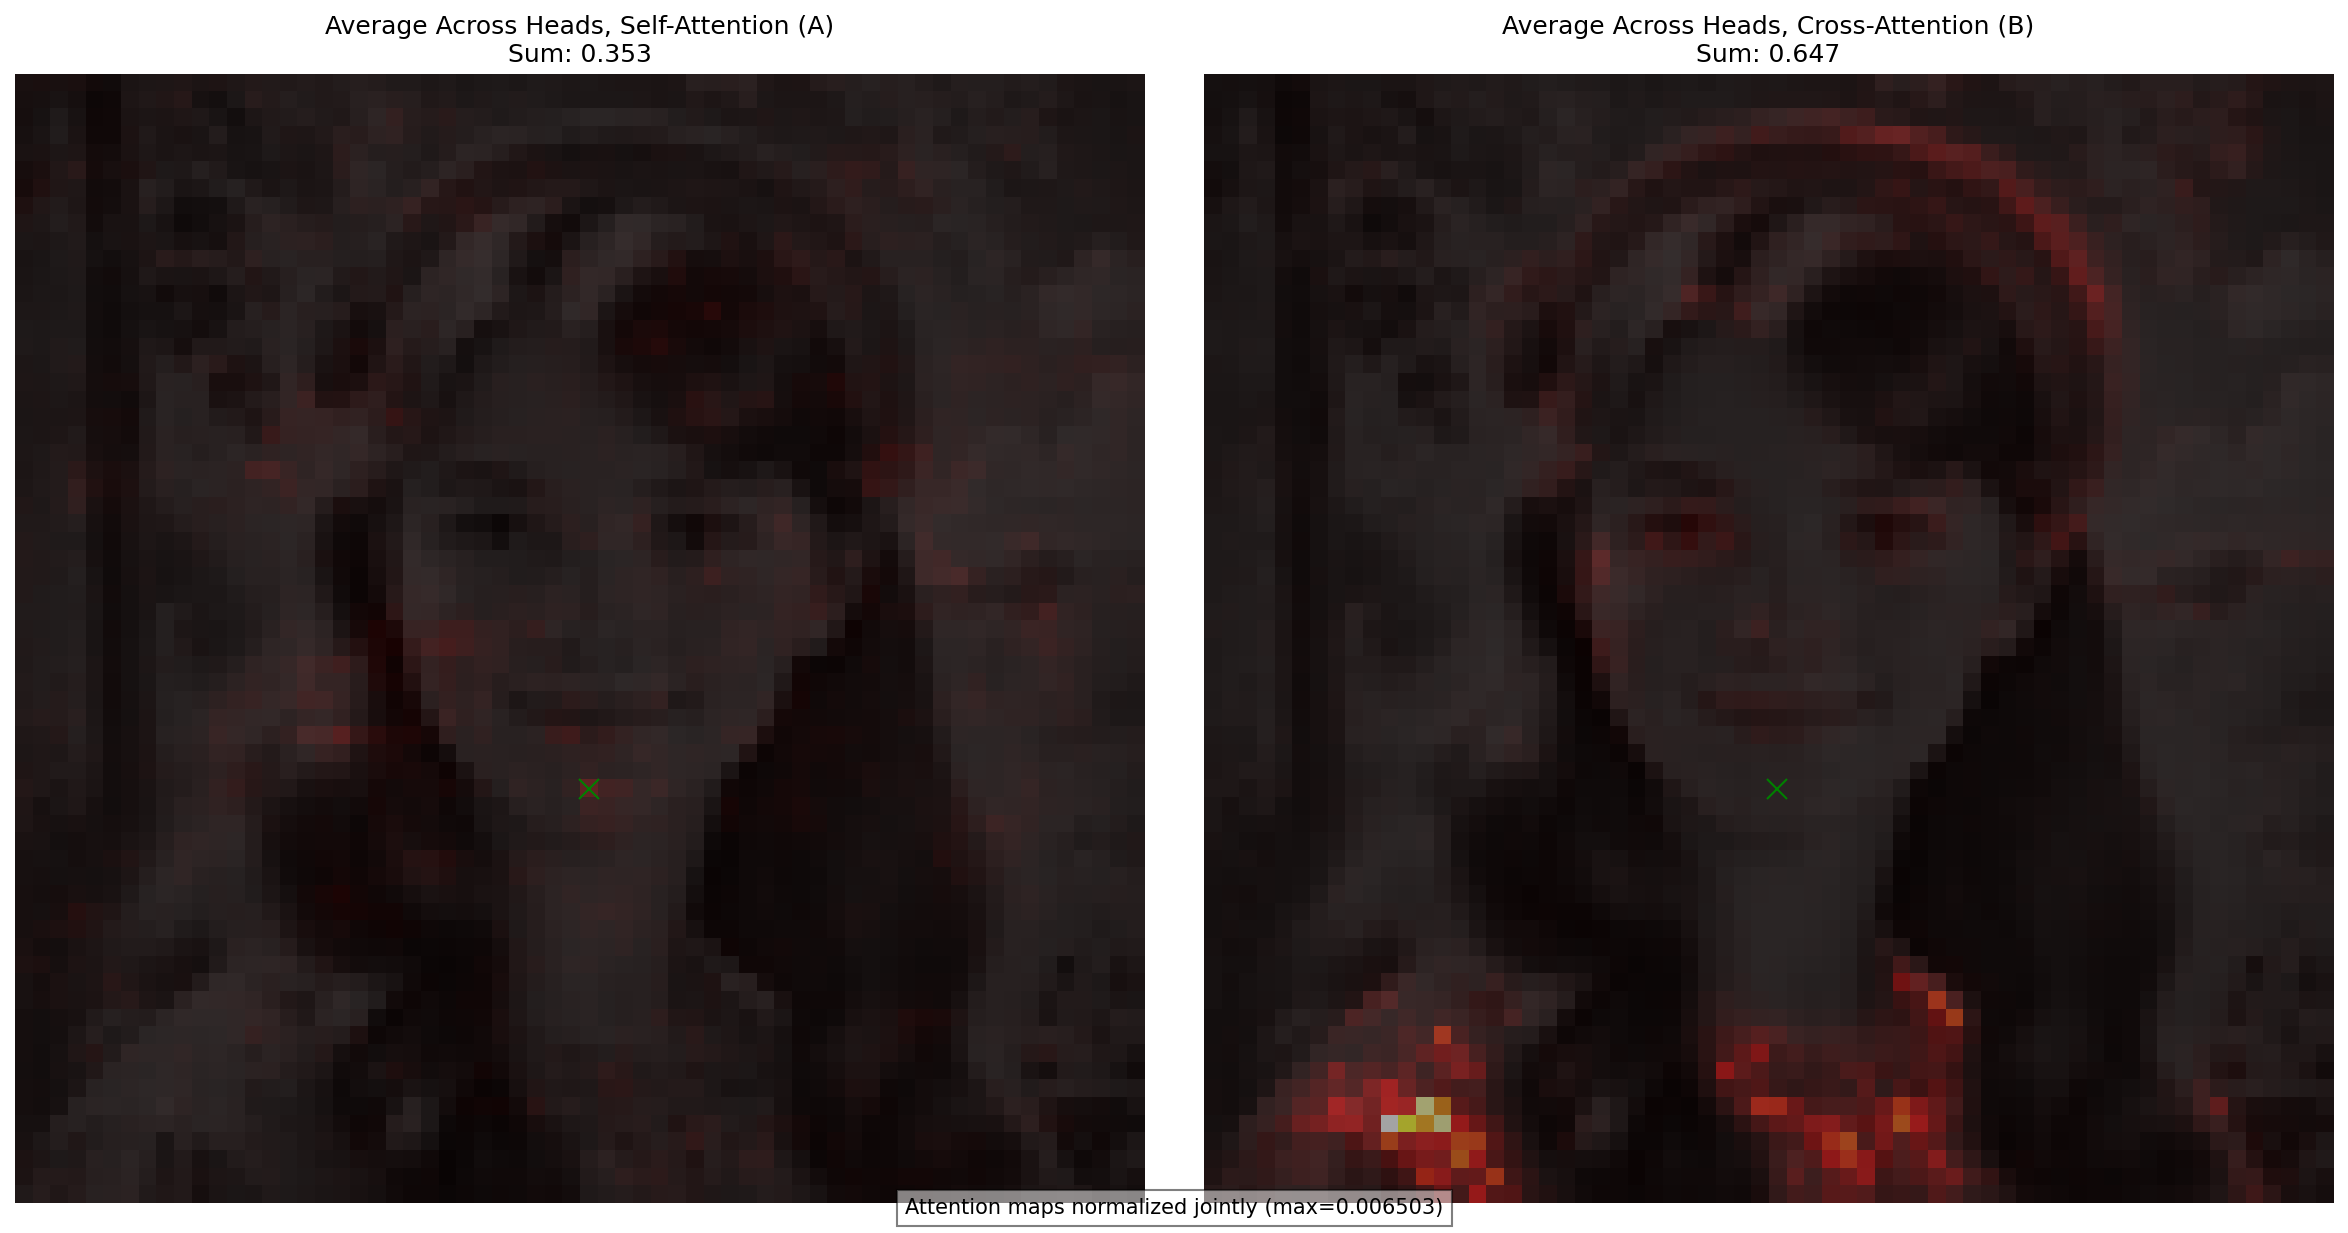 Average Across Heads, Self-Attention (A)
Sum: 0.353
Average Across Heads, Cross-Attention (B)
Sum: 0.647
Attention maps normalized jointly (max=0.006503)